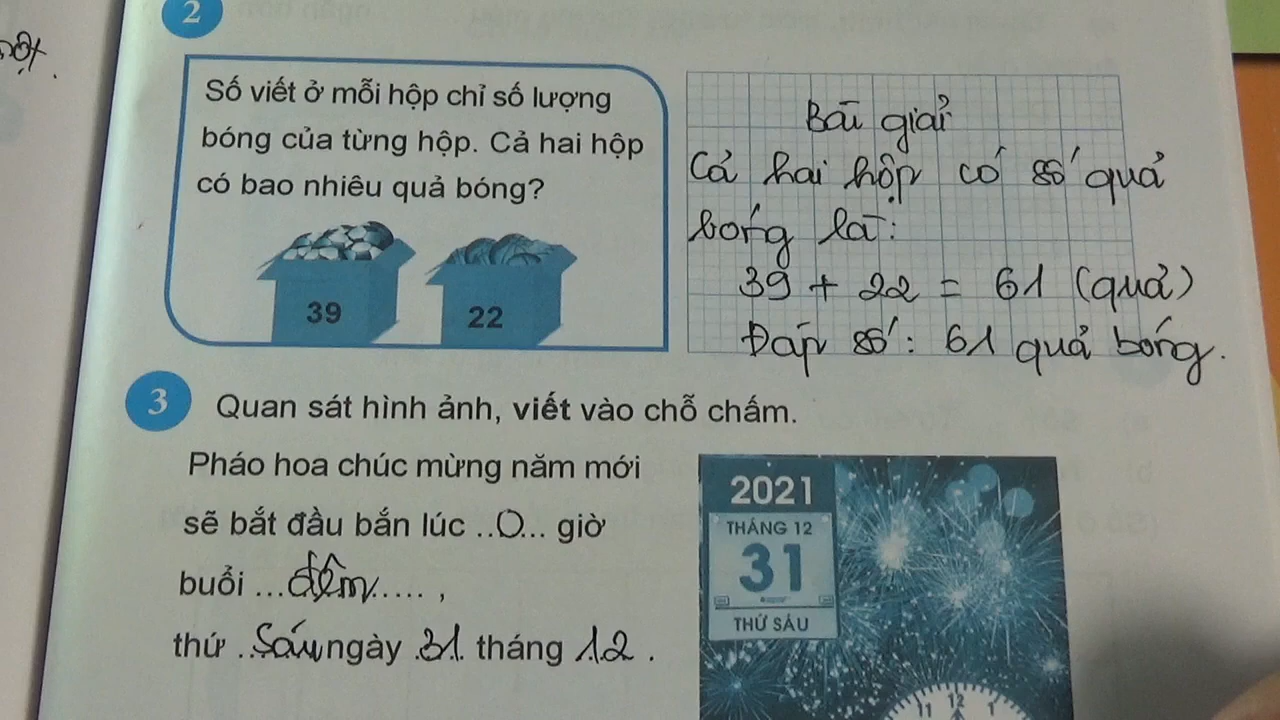 một.
2
Số viết ở mỗi hộp chỉ số lượng
bóng của từng hộp. Cả hai hộp
có bao nhiêu quả bóng?
39
22
Bài giải
Cả hai hộp có số quả
bóng là:
39 + 22 = 61 (quả)
Đáp số: 61 quả bóng.
3 Quan sát hình ảnh, viết vào chỗ chấm.
Pháo hoa chúc mừng năm mới
sẽ bắt đầu bắn lúc ..0... giờ
buổi ...đêm..... ,
thứ ..Sáu ngày 31 tháng 12 .
2021
THÁNG 12
31
THỨ SÁU
11 12 1